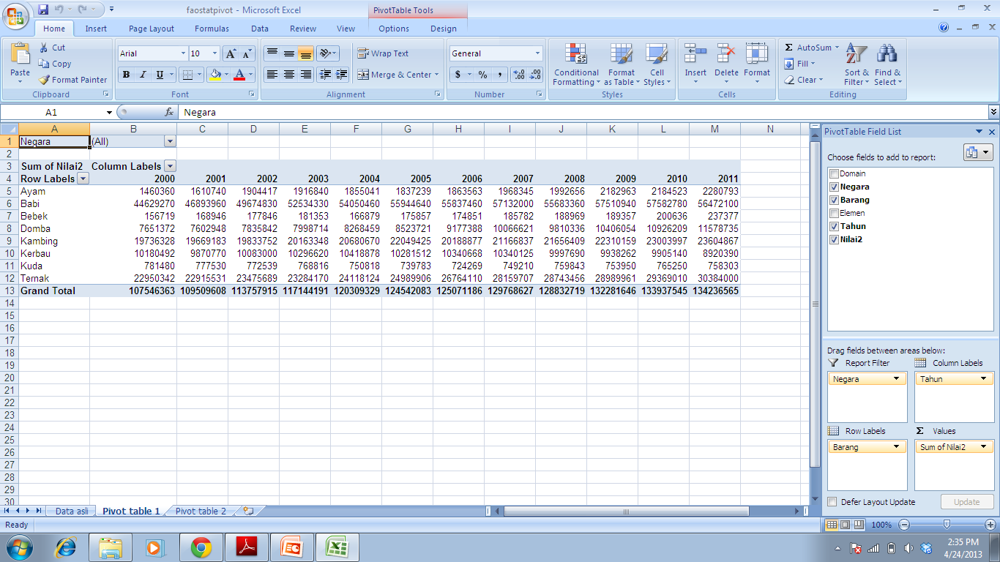 faostatpivot - Microsoft Excel
PivotTable Tools
Home Insert Page Layout Formulas Data Review View Options Design
Paste
Cut
Copy
Format Painter
Clipboard
Arial 10
B I U
Font
Wrap Text
Merge & Center
Alignment
General
$ % ,
Number
Conditional Formatting
Format as Table
Cell Styles
Styles
Insert Delete Format
Cells
AutoSum
Fill
Clear
Sort & Filter
Find & Select
Editing
A1 fx Negara
A B C D E F G H I J K L M N
1 Negara (All)
2
3 Sum of Nilai2 Column Labels
4 Row Labels 2000 2001 2002 2003 2004 2005 2006 2007 2008 2009 2010 2011
5 Ayam 1460360 1610740 1904417 1916840 1855041 1837239 1863563 1968345 1992656 2182963 2184523 2280793
6 Babi 44629270 46893960 49674830 52534330 54050460 55944640 55837460 57132000 55683360 57510940 57582780 56472100
7 Bebek 156719 168946 177846 181353 166879 175857 174851 185782 188969 189357 200636 237377
8 Domba 7651372 7602948 7835842 7998714 8268459 8523721 9177388 10066621 9810336 10406054 10926209 11578735
9 Kambing 19736328 19669183 19833752 20163348 20680670 22049425 20188877 21166837 21656409 22310159 23003997 23604867
10 Kerbau 10180492 9870770 10083000 10296620 10418878 10281512 10340668 10340125 9997690 9938262 9905140 8920390
11 Kuda 781480 777530 772539 768816 750818 739783 724269 749210 759843 753950 765250 758303
12 Ternak 22950342 22915531 23475689 23284170 24118124 24989906 26764110 28159707 28743456 28989961 29369010 30384000
13 Grand Total 107546363 109509608 113757915 117144191 120309329 124542083 125071186 129768627 128832719 132281646 133937545 134236565
14
15
16
17
18
19
20
21
22
23
24
25
26
27
28
29
30
PivotTable Field List
Choose fields to add to report:
Domain
Negara
Barang
Elemen
Tahun
Nilai2
Drag fields between areas below:
Report Filter Column Labels
Negara Tahun
Row Labels Σ Values
Barang Sum of Nilai2
Defer Layout Update Update
Data asli Pivot table 1 Pivot table 2
Ready 100%
2:35 PM
4/24/2013